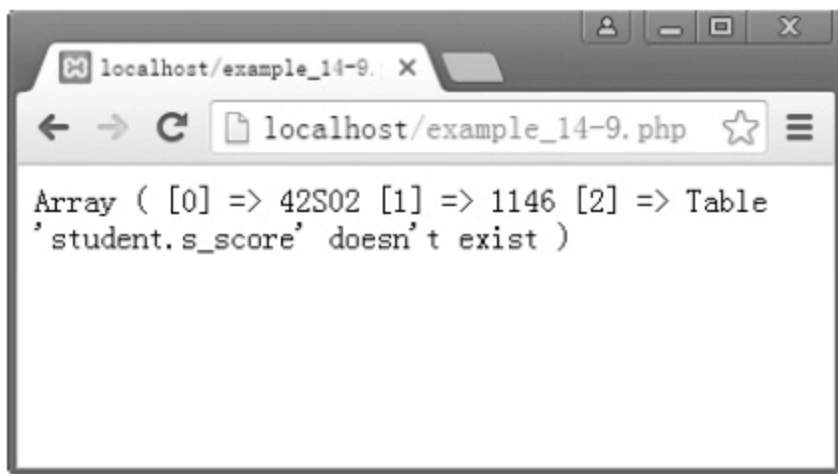 localhost/example_14-9.
localhost/example_14-9.php
Array ( [0] => 42S02 [1] => 1146 [2] => Table
'student.s_score' doesn't exist )